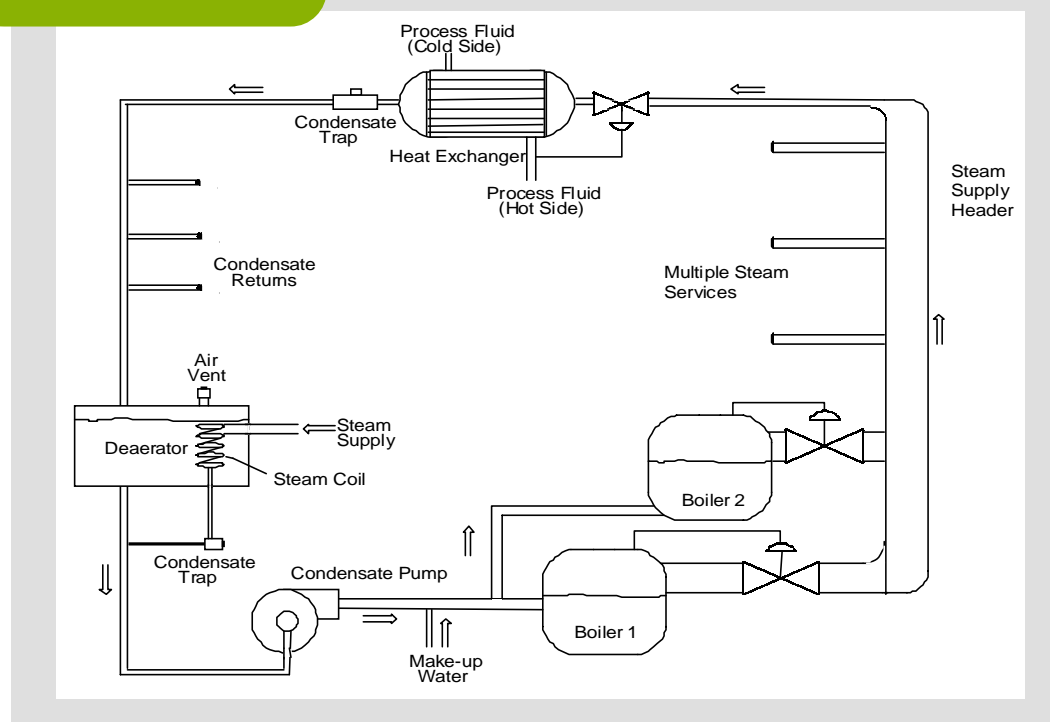 Process Fluid
(Cold Side)
Condensate
Trap
Heat Exchanger
Process Fluid
(Hot Side)
Steam
Supply
Header
Condensate
Returns
Multiple Steam
Services
Air
Vent
Steam
Supply
Deaerator
Steam Coil
Boiler 2
Condensate
Trap
Condensate Pump
Boiler 1
Make-up
Water